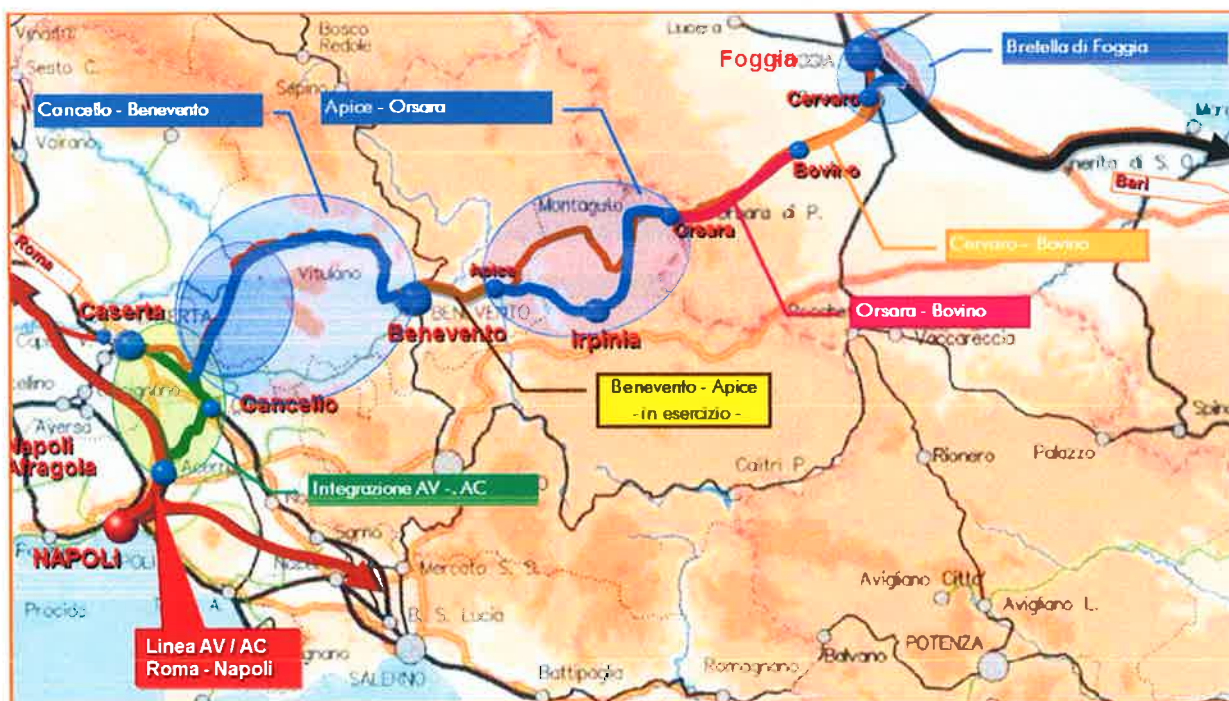 Bosco
Redole
Lucera
Foggia
Bretella di Foggia
Sesto C.
Sepino
Cancello - Benevento
Apice - Orsara
Cervaro
Vairano
Bovino
Bari
Montaguto
Orsara
Cervaro - Bovino
Roma
Vitulano
Apice
Caserta
Benevento
Irpinia
Orsara - Bovino
Vaccareccia
Benevento - Apice
- in esercizio -
Cancello
Aversa
Napoli
Afragola
Calitri P.
Rionero
Palazzo
Integrazione AV - AC
NAPOLI
Sarno
Mercato S. S.
Avigliano Citta'
Avigliano L.
Procida
S. Lucia
Linea AV / AC
Roma - Napoli
SALERNO
Battipaglia
Romagnano
Balvano
POTENZA